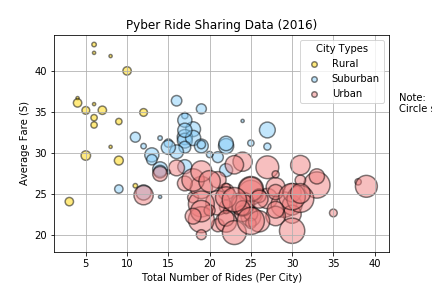 Pyber Ride Sharing Data (2016)
City Types
Rural
Suburban
Urban
Note:
Circle s
Average Fare ($)
40
35
30
25
20
5
10
15
20
25
30
35
40
Total Number of Rides (Per City)